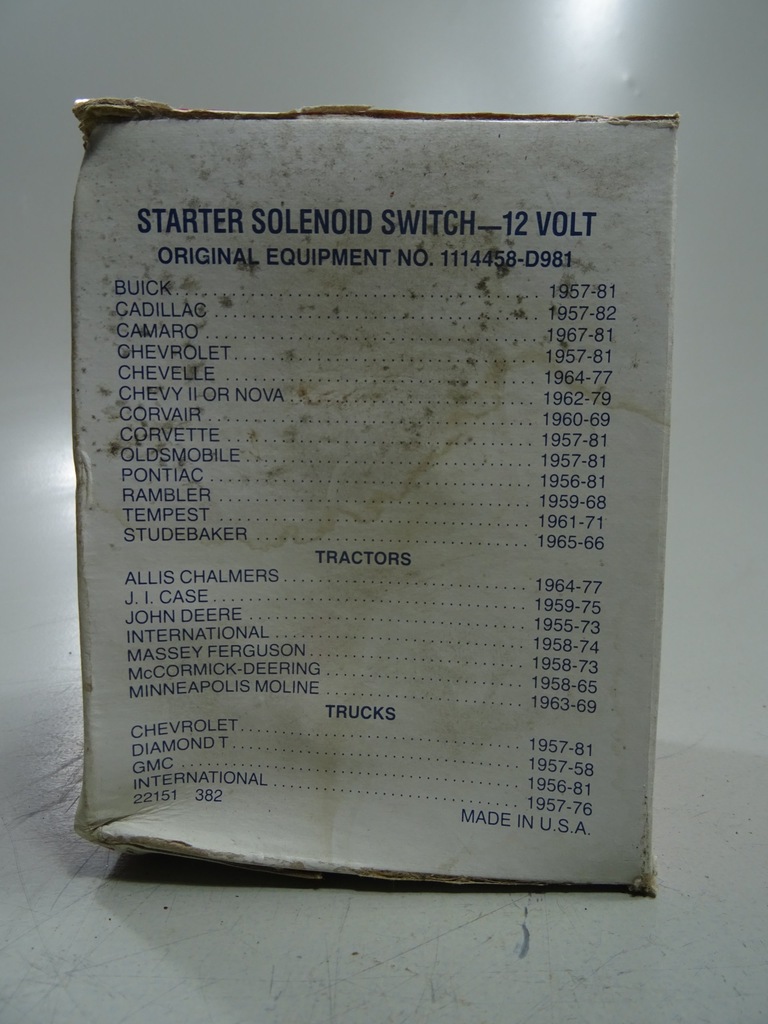 STARTER SOLENOID SWITCH—12 VOLT
ORIGINAL EQUIPMENT NO. 1114458-D981
BUICK 1957-81
CADILLAC 1957-82
CAMARO 1967-81
CHEVROLET 1957-81
CHEVELLE 1964-77
CHEVY II OR NOVA 1962-79
CORVAIR 1960-69
CORVETTE 1957-81
OLDSMOBILE 1957-81
PONTIAC 1956-81
RAMBLER 1959-68
TEMPEST 1961-71
STUDEBAKER 1965-66
TRACTORS
ALLIS CHALMERS 1964-77
J. I. CASE 1959-75
JOHN DEERE 1955-73
INTERNATIONAL 1958-74
MASSEY FERGUSON 1958-73
McCORMICK-DEERING 1958-65
MINNEAPOLIS MOLINE 1963-69
TRUCKS
CHEVROLET 1957-81
DIAMOND T 1957-58
GMC 1956-81
INTERNATIONAL 1957-76
22151 382
MADE IN U.S.A.